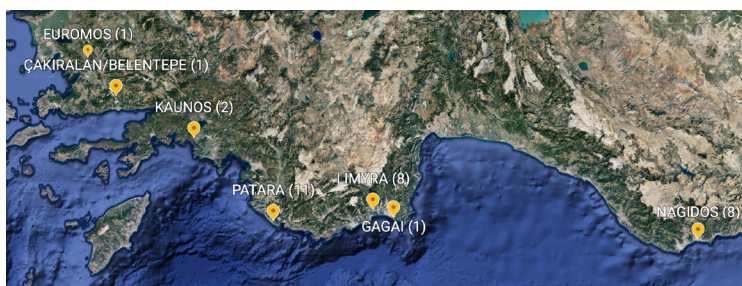 EUROMOS (1)
ÇAKIRALAN/BELENTEPE (1)
KAUNOS (2)
PATARA (11)
LIMYRA (8)
GAGAI (1)
NAGIDOS (8)